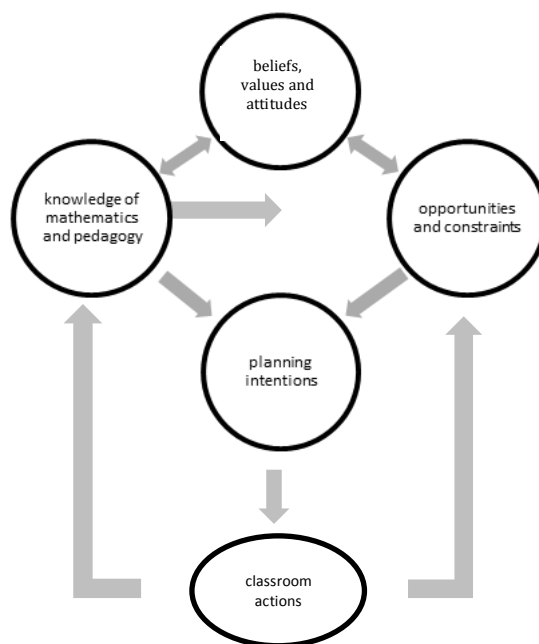 beliefs,
values and
attitudes
knowledge of
mathematics
and pedagogy
opportunities
and constraints
planning
intentions
classroom
actions